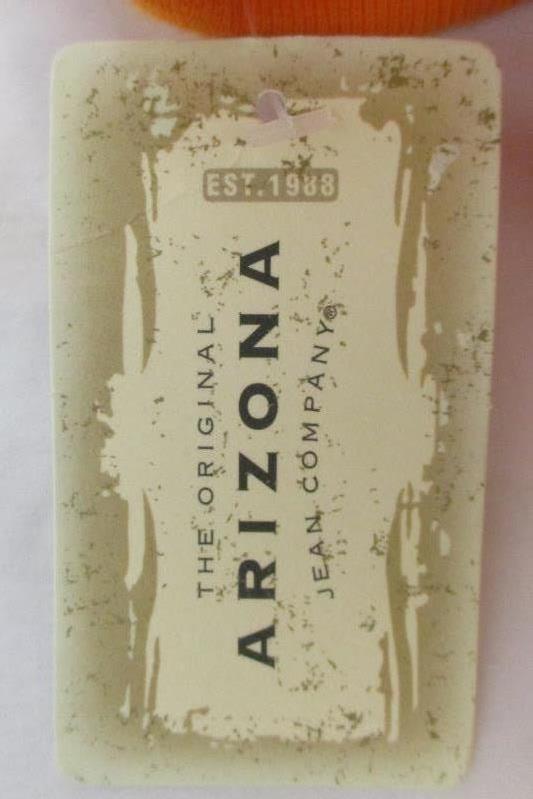 EST.1988
THE ORIGINAL
ARIZONA
JEAN COMPANY®